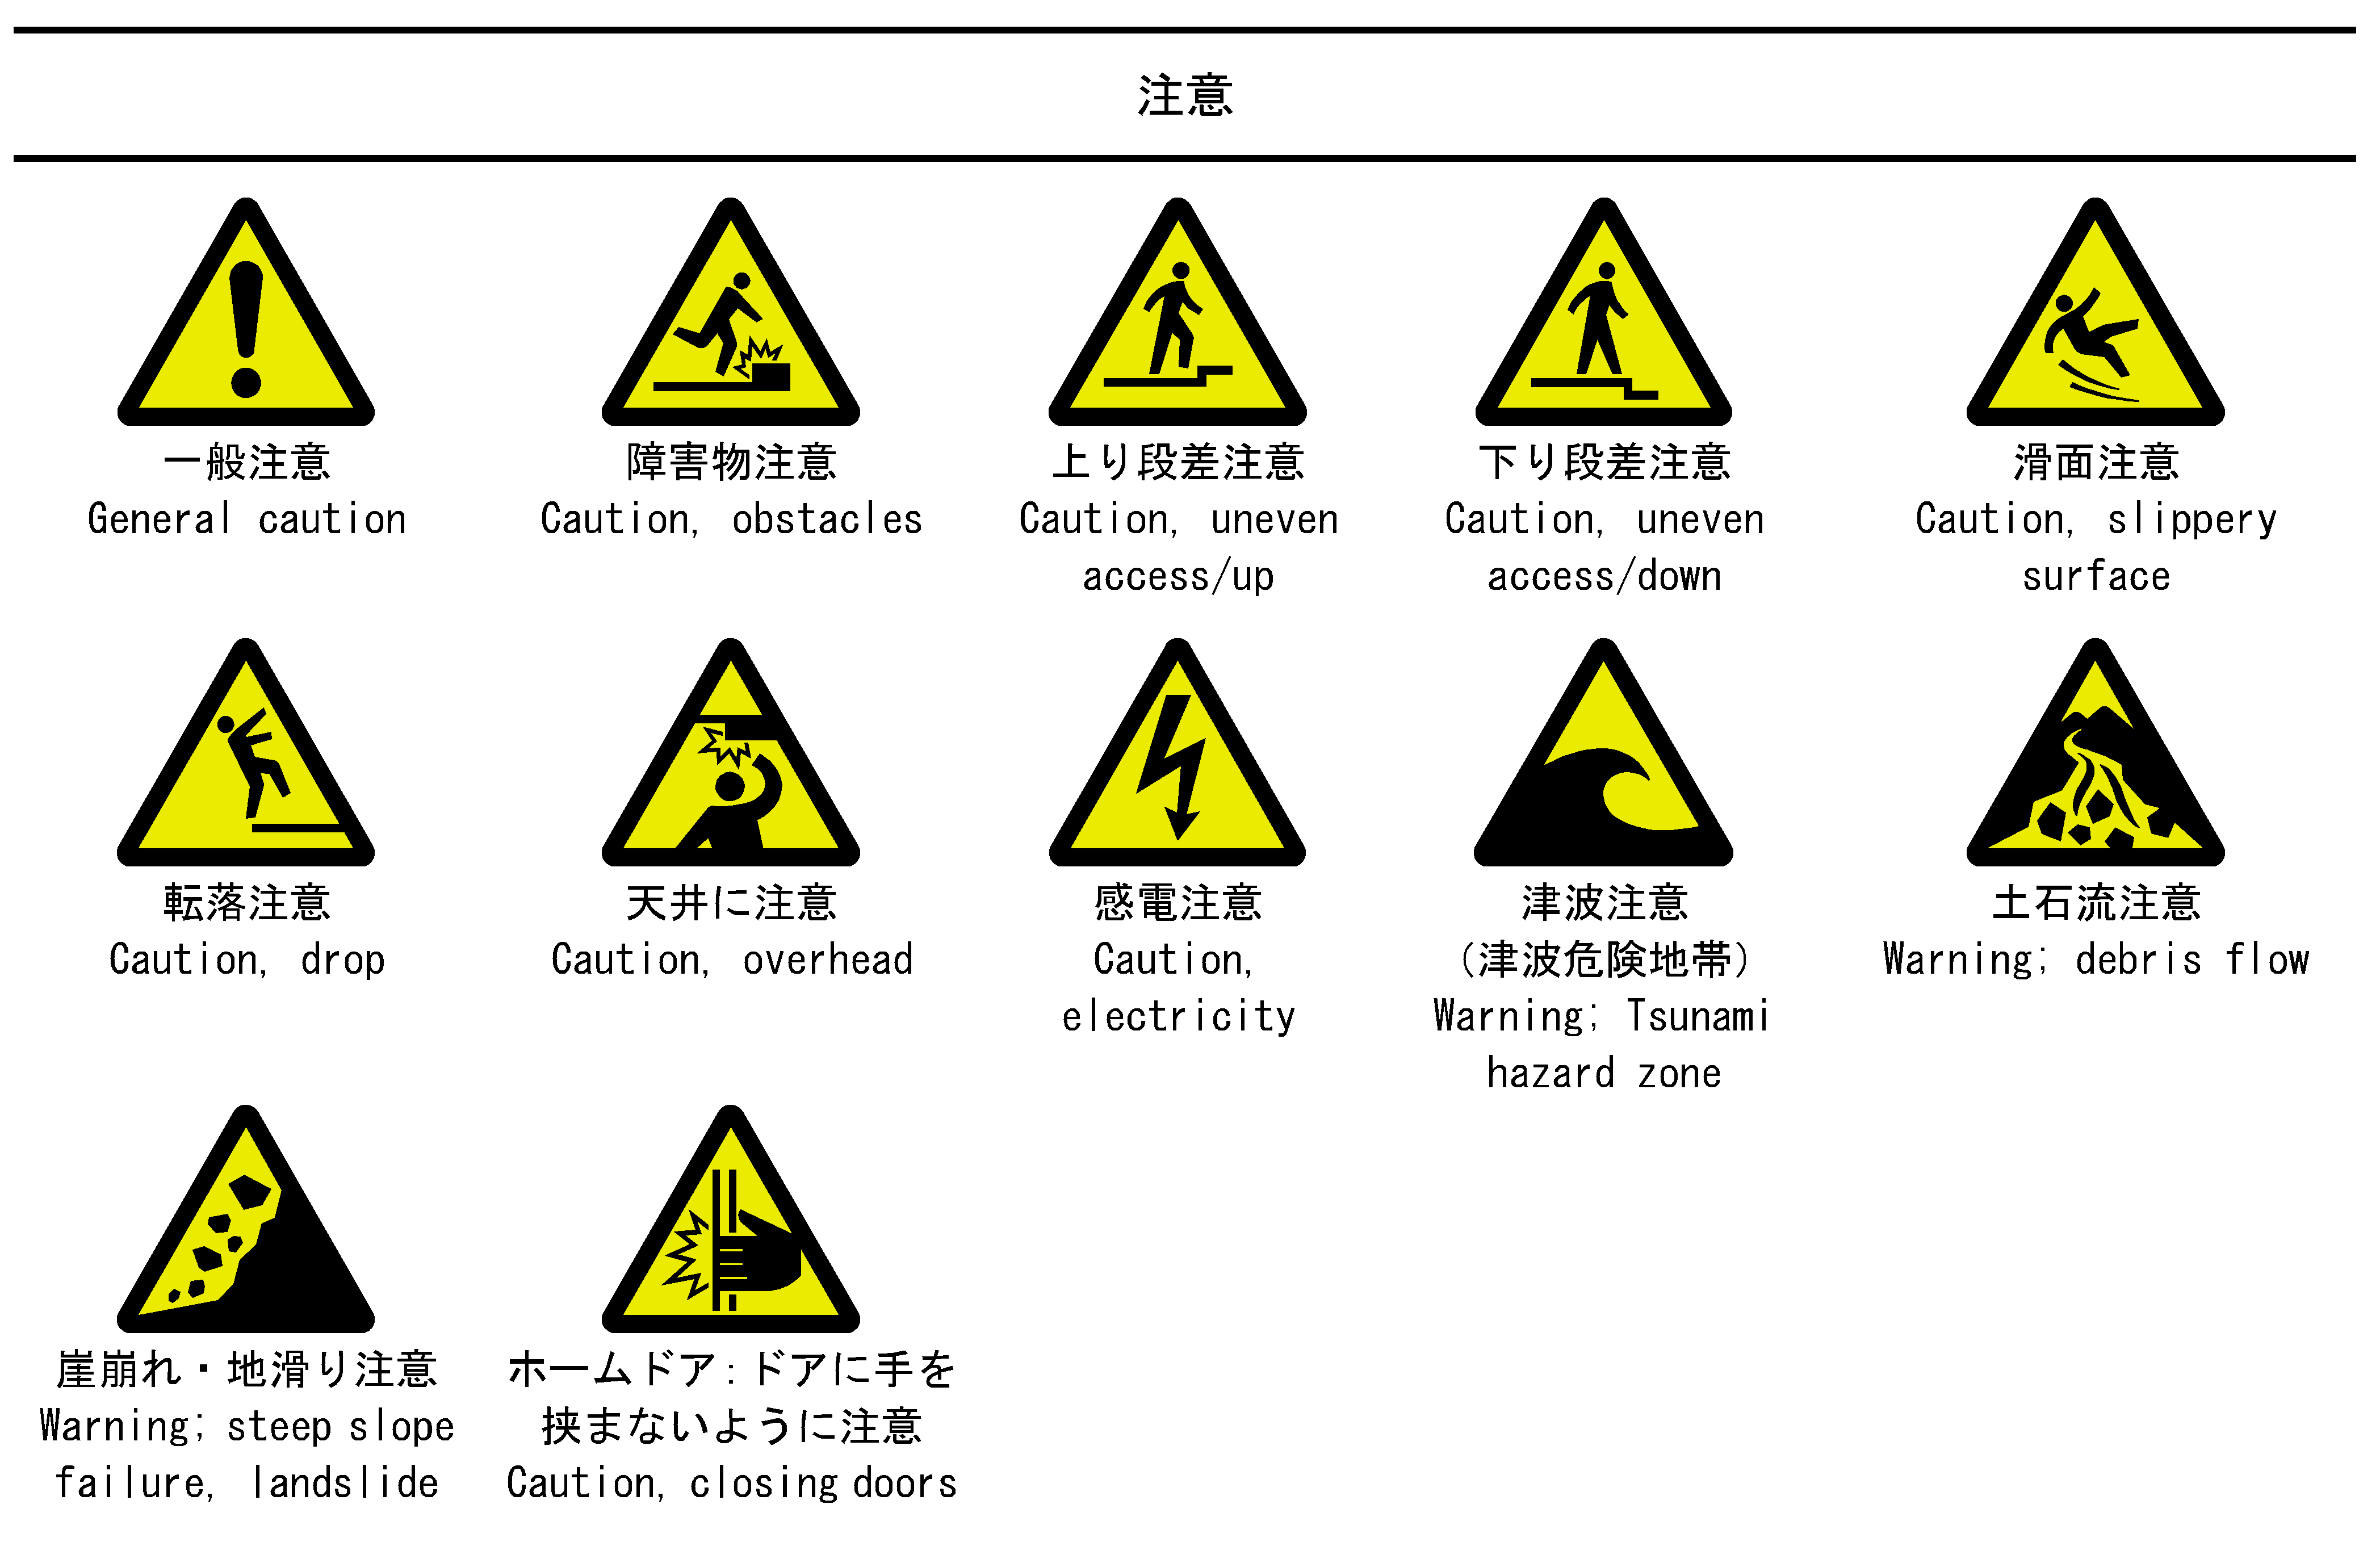 注意
一般注意
General caution
障害物注意
Caution, obstacles
上り段差注意
Caution, uneven
access/up
下り段差注意
Caution, uneven
access/down
滑面注意
Caution, slippery
surface
転落注意
Caution, drop
天井に注意
Caution, overhead
感電注意
Caution,
electricity
津波注意
（津波危険地帯）
Warning; Tsunami
hazard zone
土石流注意
Warning; debris flow
崖崩れ・地滑り注意
Warning; steep slope
failure, landslide
ホームドア：ドアに手を
挟まないように注意
Caution, closing doors